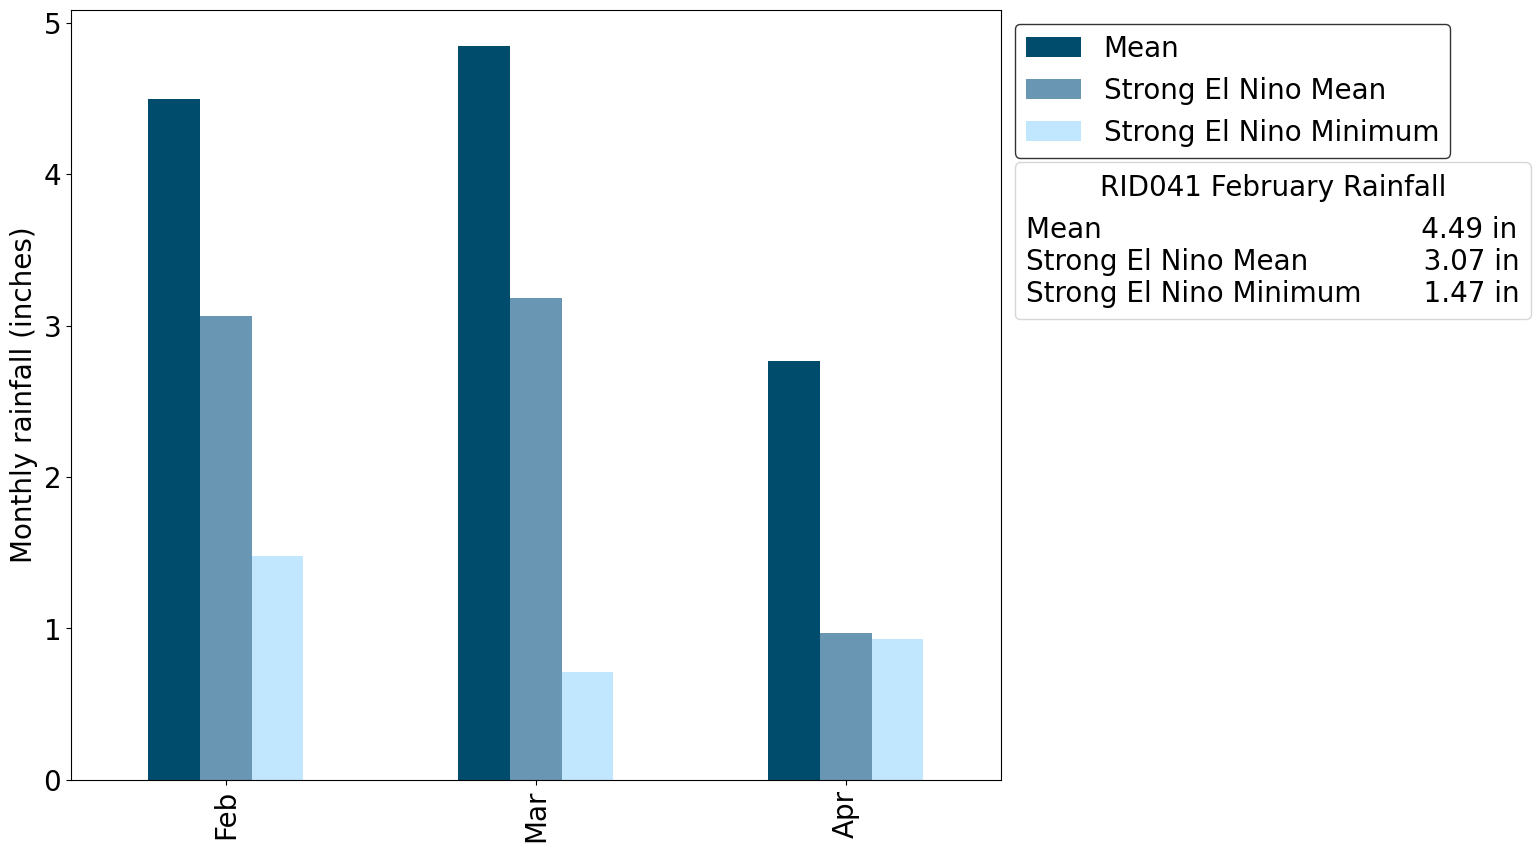 5
4
3
2
1
0
Monthly rainfall (inches)
Feb
Mar
Apr
Mean
Strong El Nino Mean
Strong El Nino Minimum
RID041 February Rainfall
Mean 4.49 in
Strong El Nino Mean 3.07 in
Strong El Nino Minimum 1.47 in